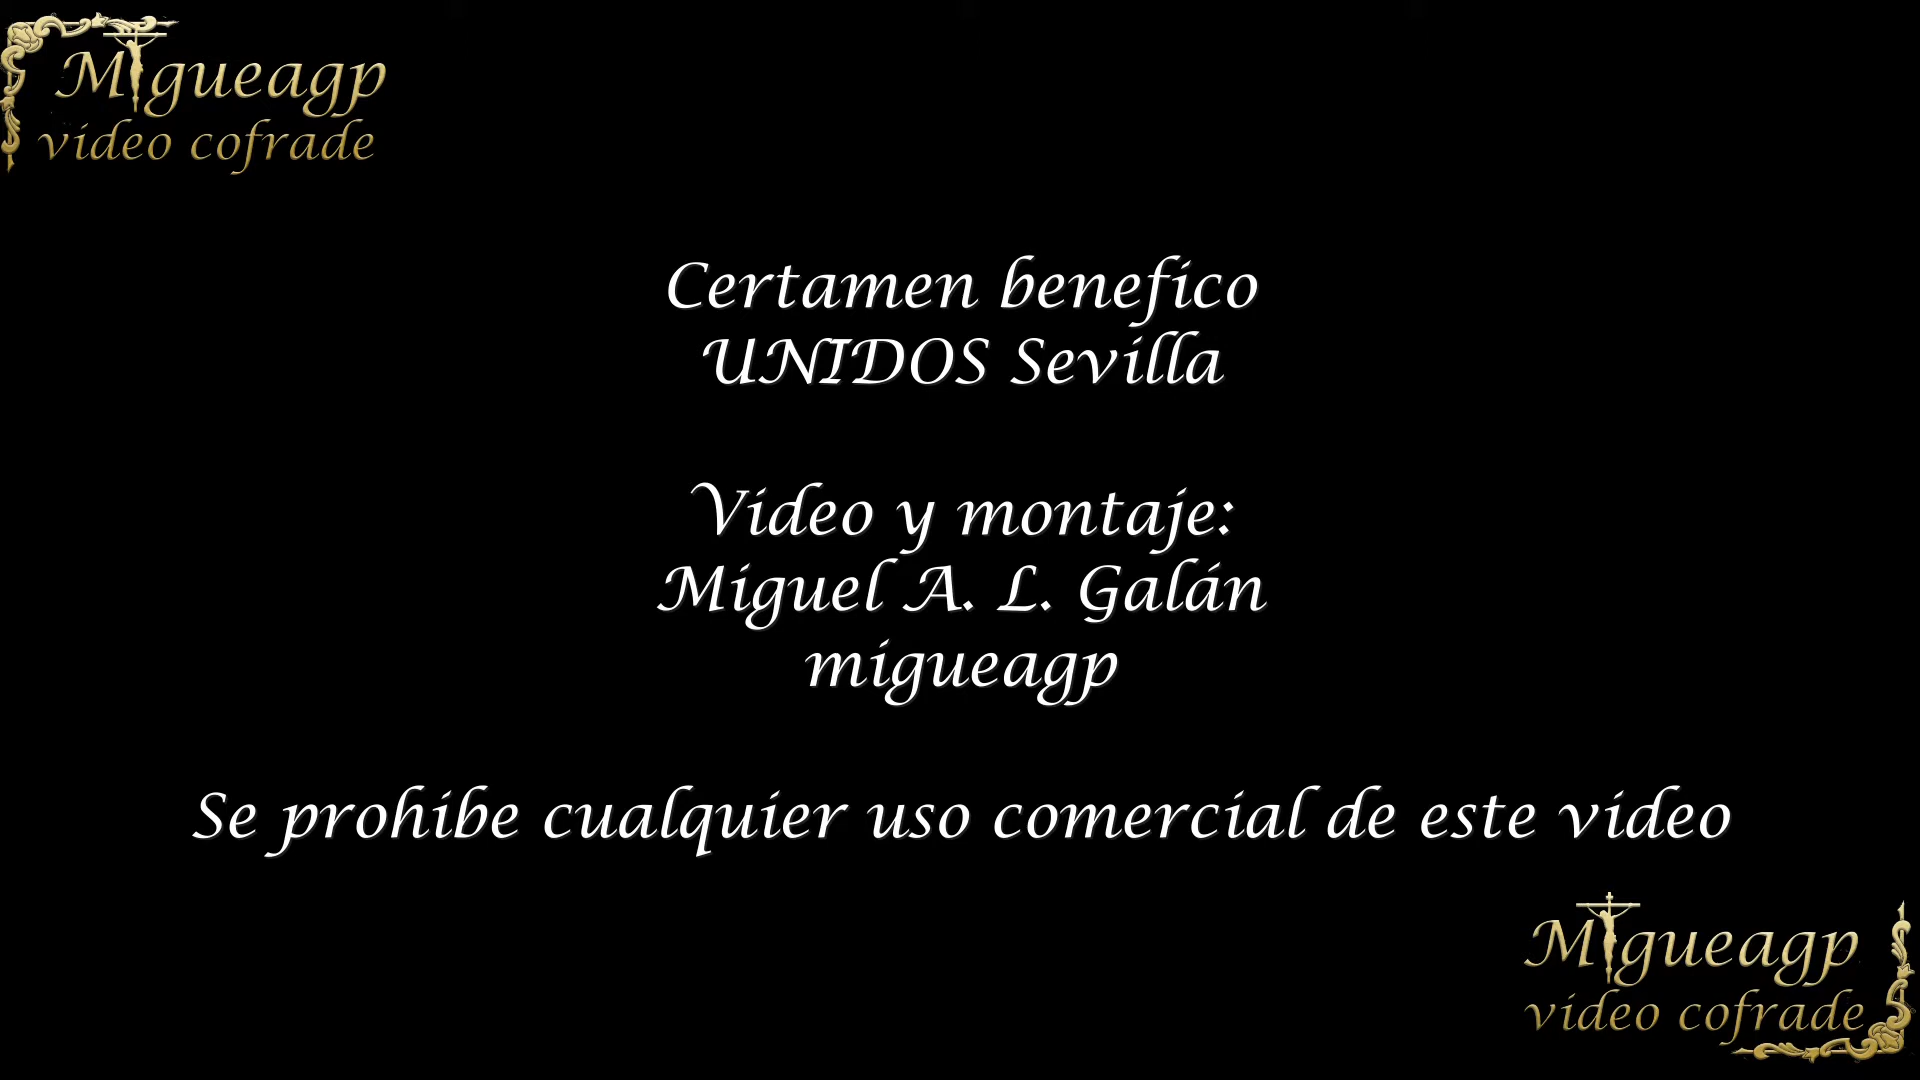 Migueagp
video cofrade
Certamen benefico
UNIDOS Sevilla
Video y montaje:
Miguel A. L. Galán
migueagp
Se prohibe cualquier uso comercial de este video
Migueagp
video cofrade